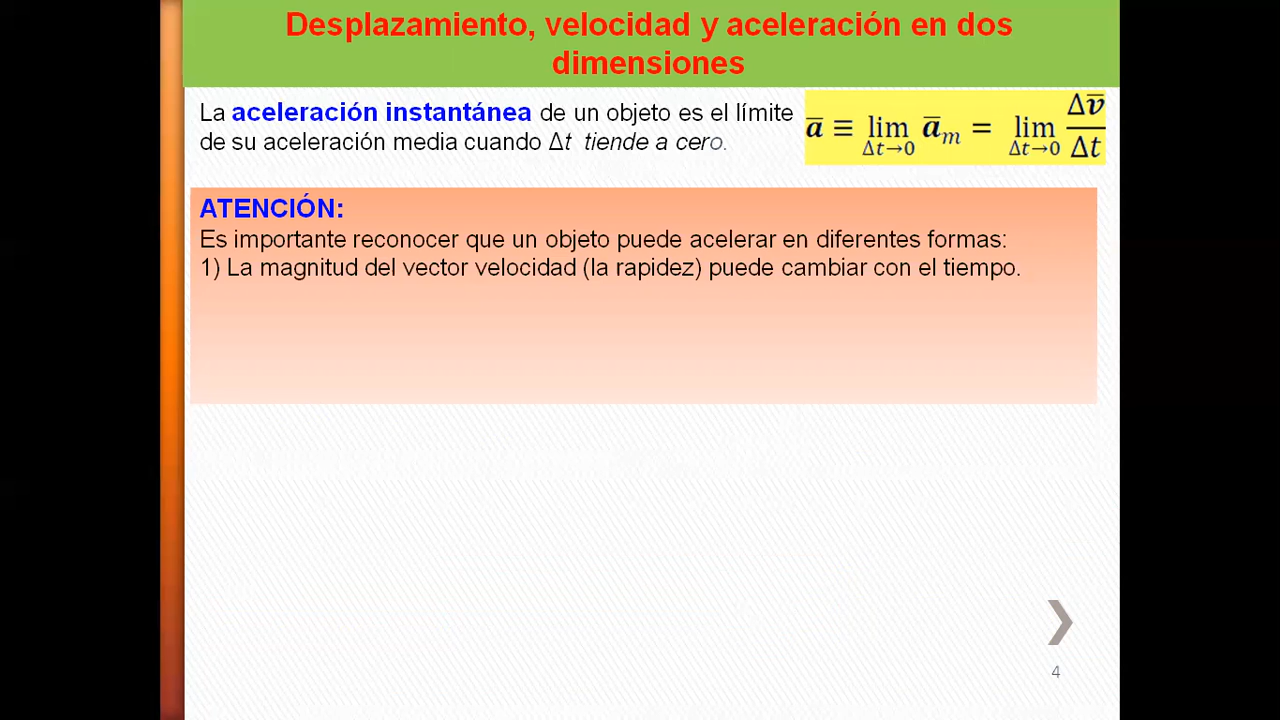 Desplazamiento, velocidad y aceleración en dos
dimensiones
La aceleración instantánea de un objeto es el límite
de su aceleración media cuando Δt tiende a cero.
a̅ ≡ lim Δt→0 a̅m = lim Δt→0 Δv̅/Δt
ATENCIÓN:
Es importante reconocer que un objeto puede acelerar en diferentes formas:
1) La magnitud del vector velocidad (la rapidez) puede cambiar con el tiempo.
4